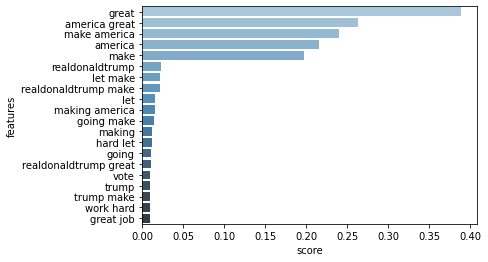 great
america great
make america
america
make
realdonaldtrump
let make
realdonaldtrump make
let
making america
going make
making
hard let
going
realdonaldtrump great
vote
trump
trump make
work hard
great job
features
0.00 0.05 0.10 0.15 0.20 0.25 0.30 0.35 0.40
score